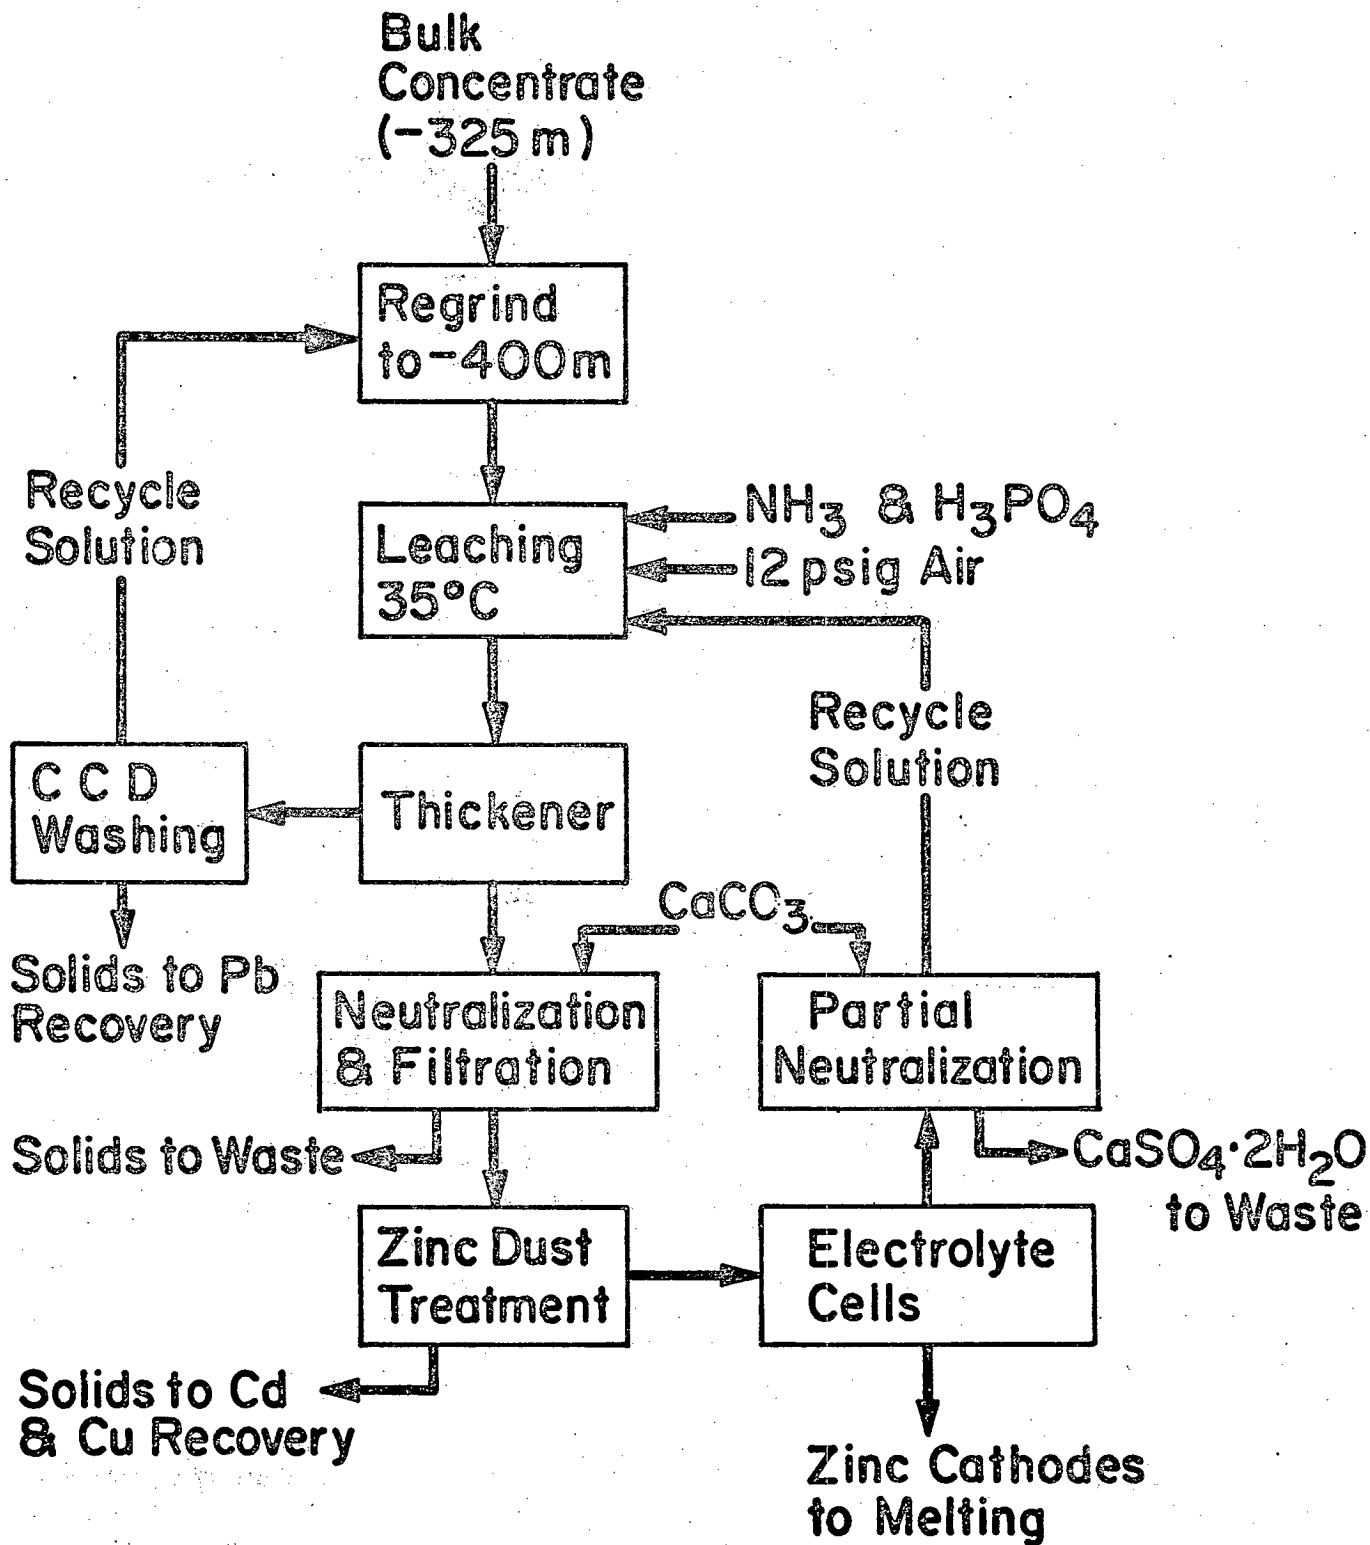 Bulk
Concentrate
(-325 m)
Regrind
to -400 m
Recycle
Solution
Leaching
35°C
NH₃ & H₃PO₄
12 psig Air
Recycle
Solution
C C D
Washing
Thickener
CaCO₃
Solids to Pb
Recovery
Neutralization
& Filtration
Partial
Neutralization
Solids to Waste
CaSO₄·2H₂O
to Waste
Zinc Dust
Treatment
Electrolyte
Cells
Solids to Cd
& Cu Recovery
Zinc Cathodes
to Melting